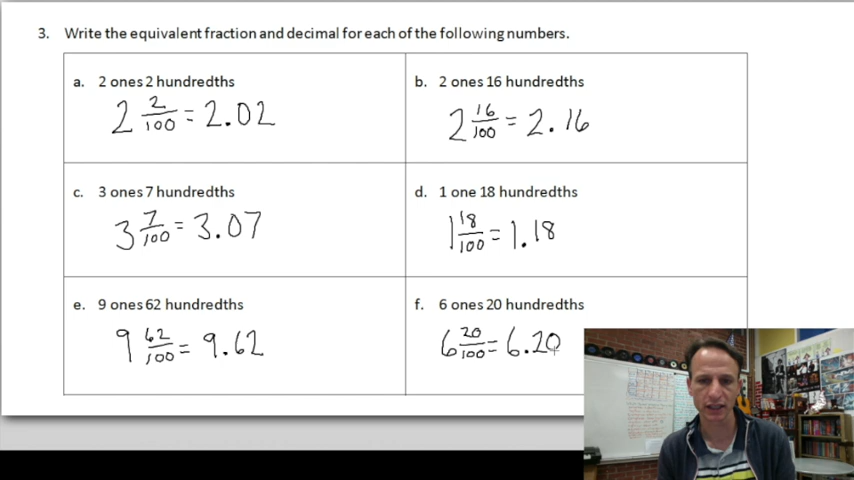 3. Write the equivalent fraction and decimal for each of the following numbers.
a. 2 ones 2 hundredths
2 2/100 = 2.02
b. 2 ones 16 hundredths
2 16/100 = 2.16
c. 3 ones 7 hundredths
3 7/100 = 3.07
d. 1 one 18 hundredths
1 18/100 = 1.18
e. 9 ones 62 hundredths
9 62/100 = 9.62
f. 6 ones 20 hundredths
6 20/100 = 6.20